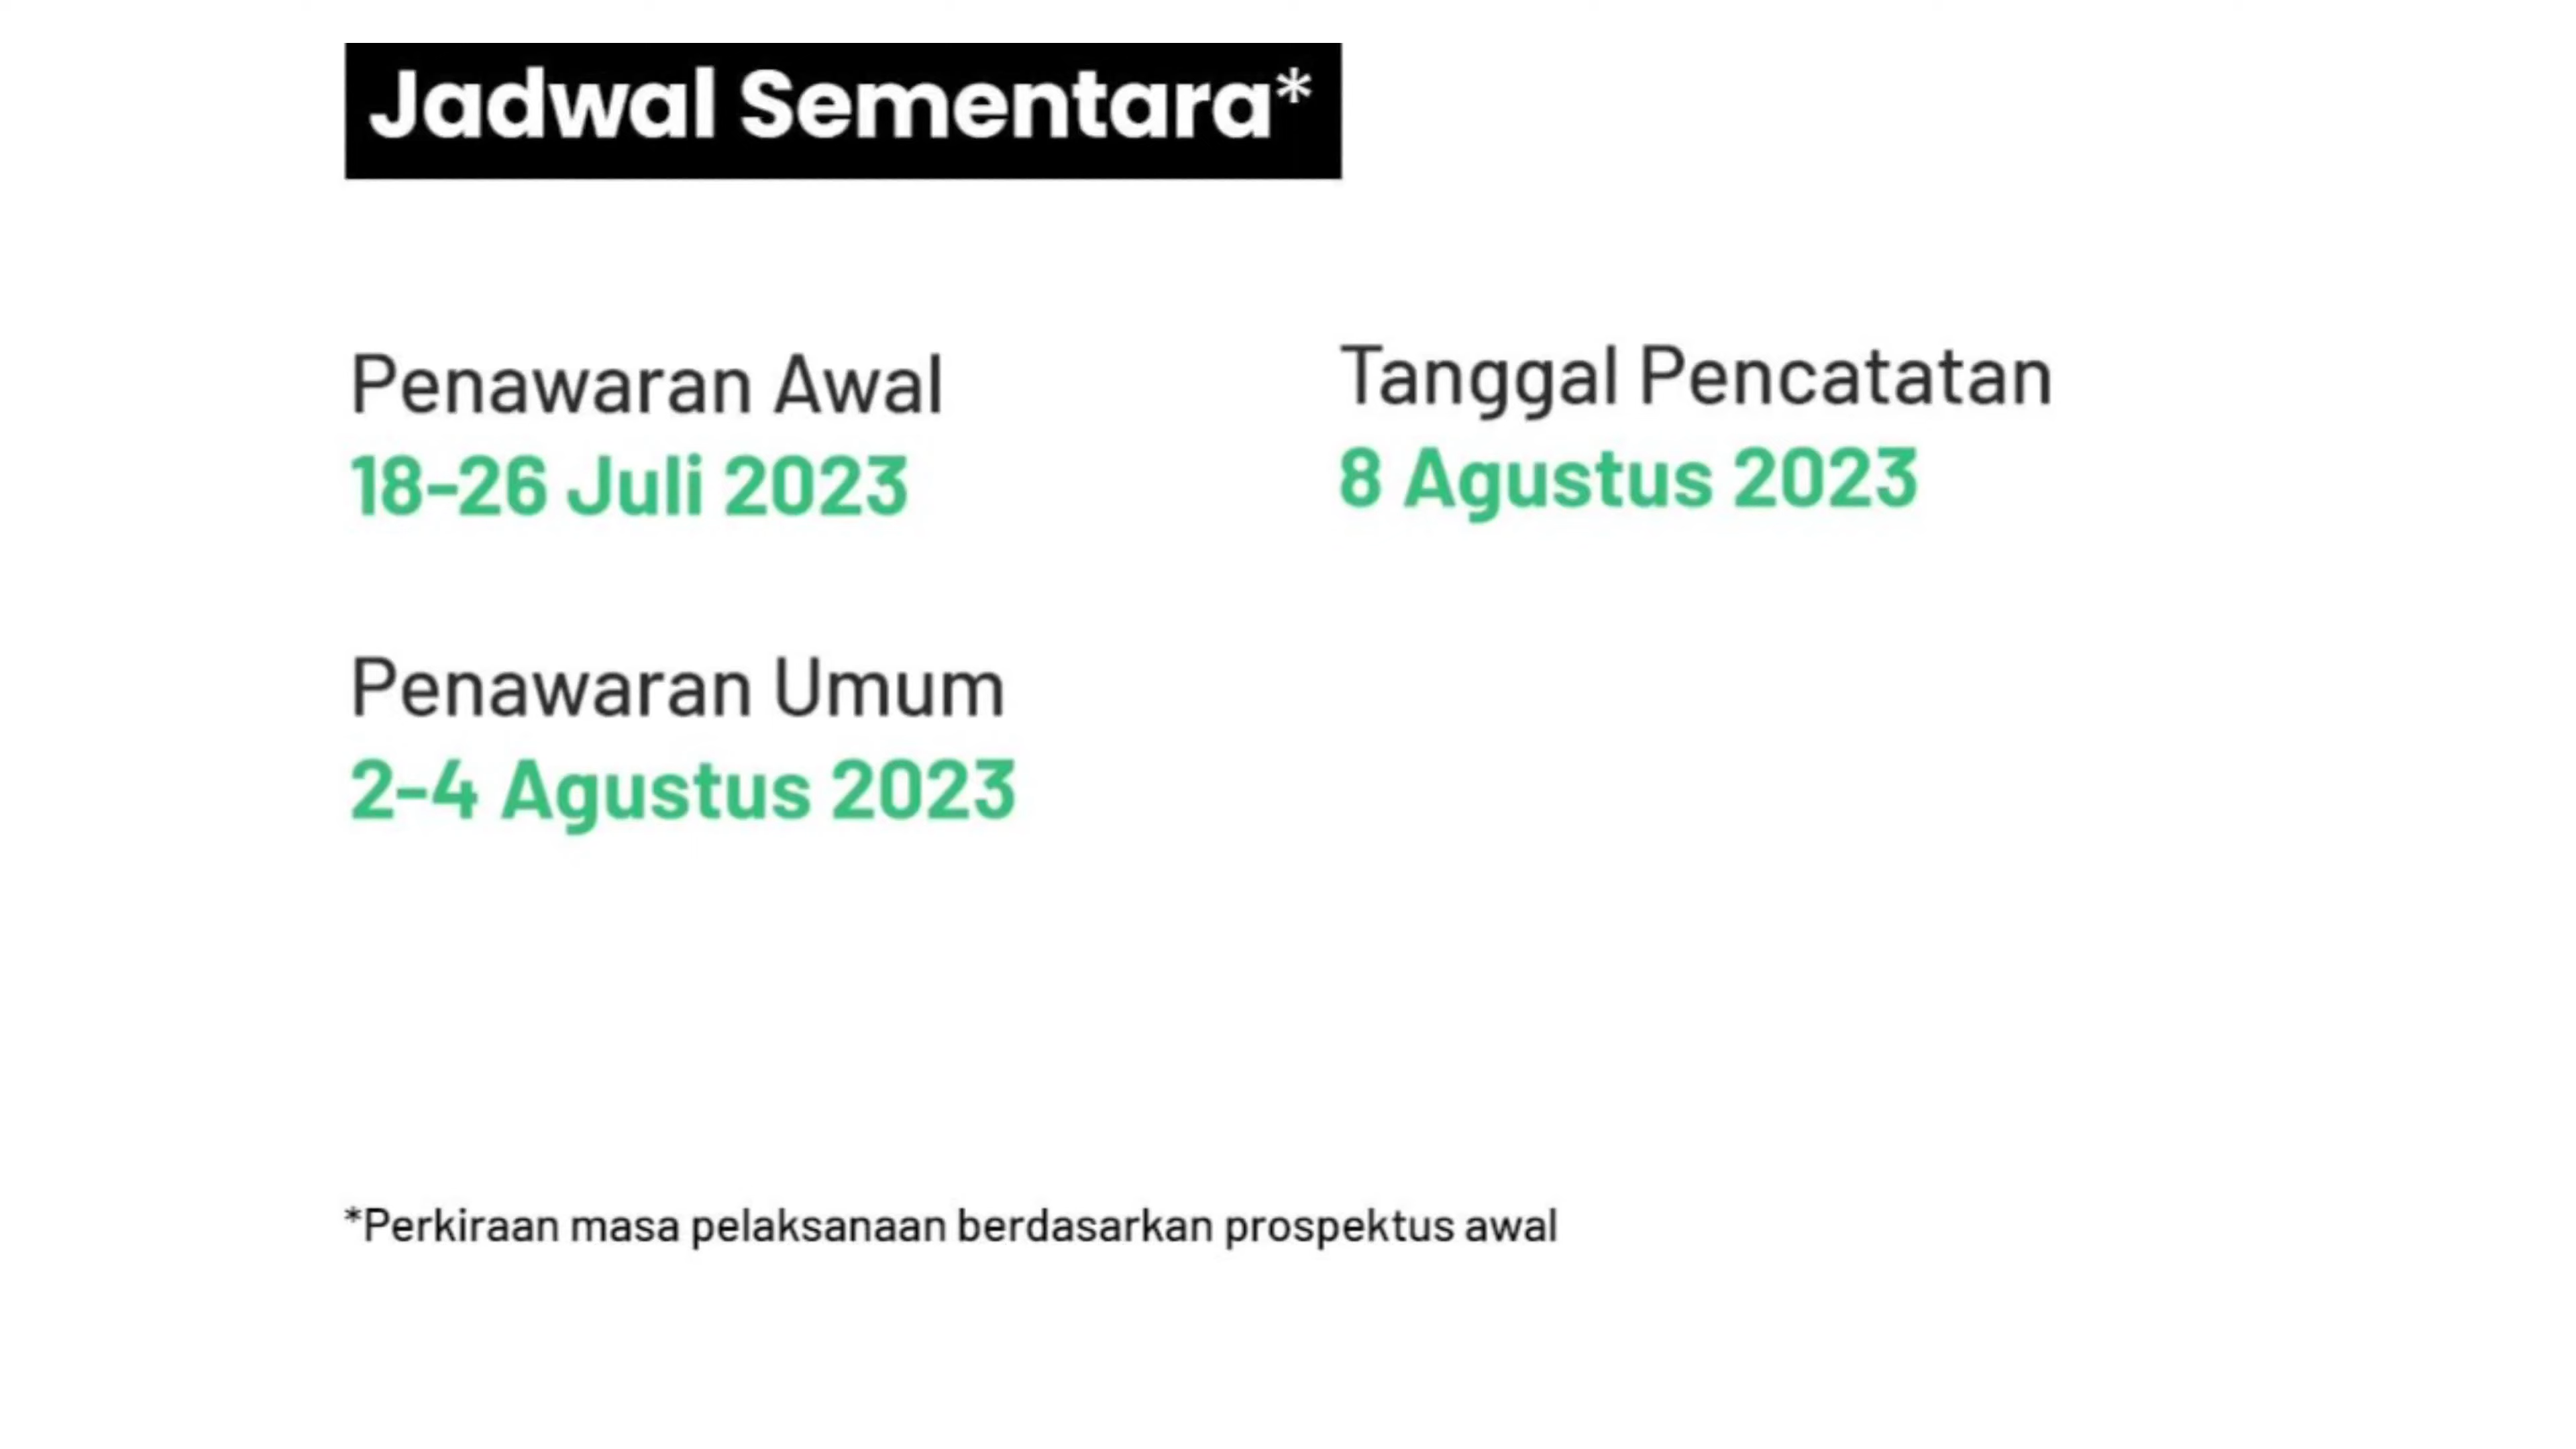 Jadwal Sementara*
Penawaran Awal
18-26 Juli 2023
Tanggal Pencatatan
8 Agustus 2023
Penawaran Umum
2-4 Agustus 2023
*Perkiraan masa pelaksanaan berdasarkan prospektus awal